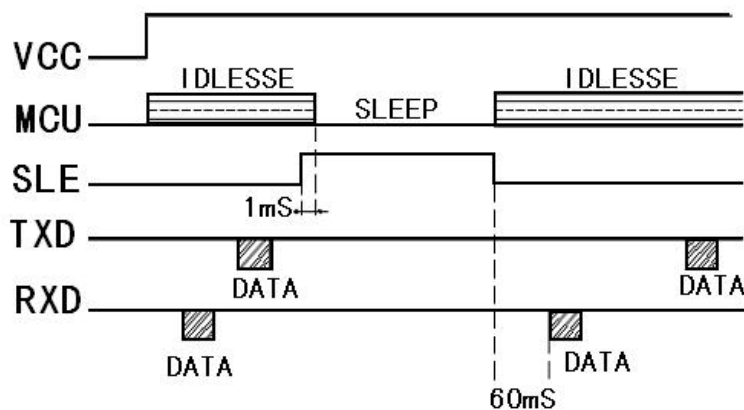 VCC
IDLESSE IDLESSE
MCU SLEEP
SLE
1mS
TXD
DATA DATA
RXD
DATA DATA
60mS